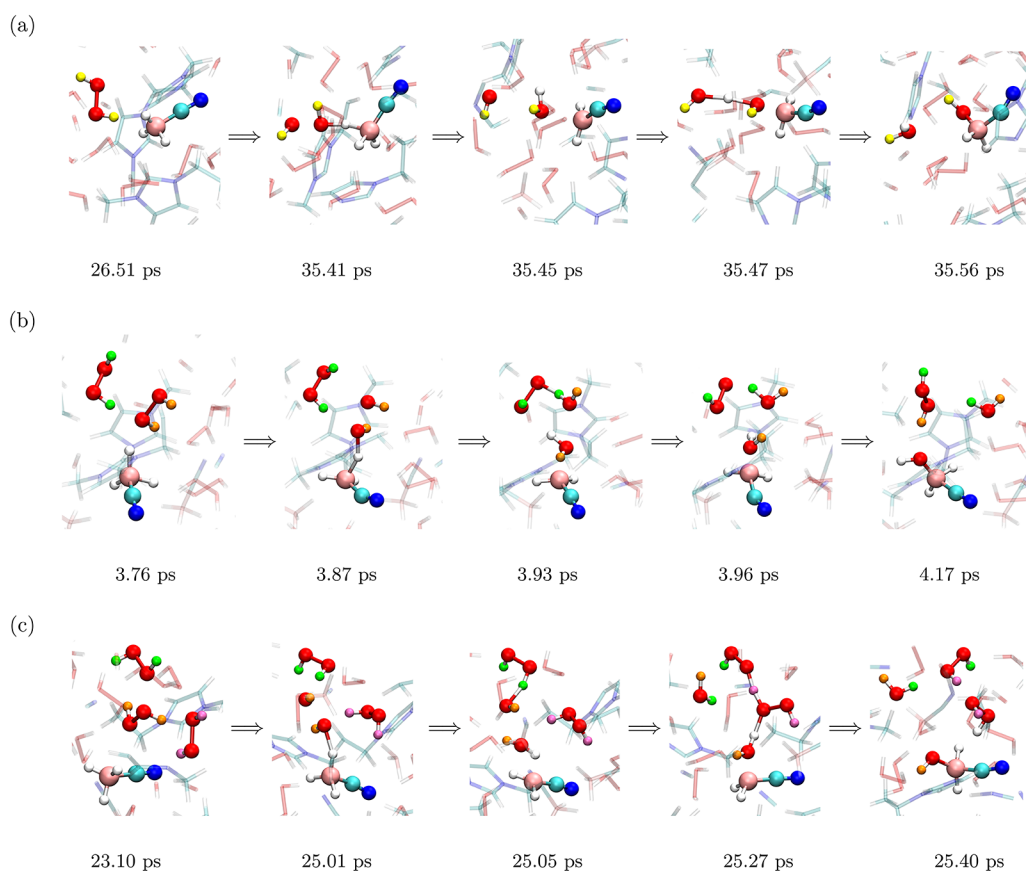 (a)
26.51 ps
35.41 ps
35.45 ps
35.47 ps
35.56 ps
(b)
3.76 ps
3.87 ps
3.93 ps
3.96 ps
4.17 ps
(c)
23.10 ps
25.01 ps
25.05 ps
25.27 ps
25.40 ps